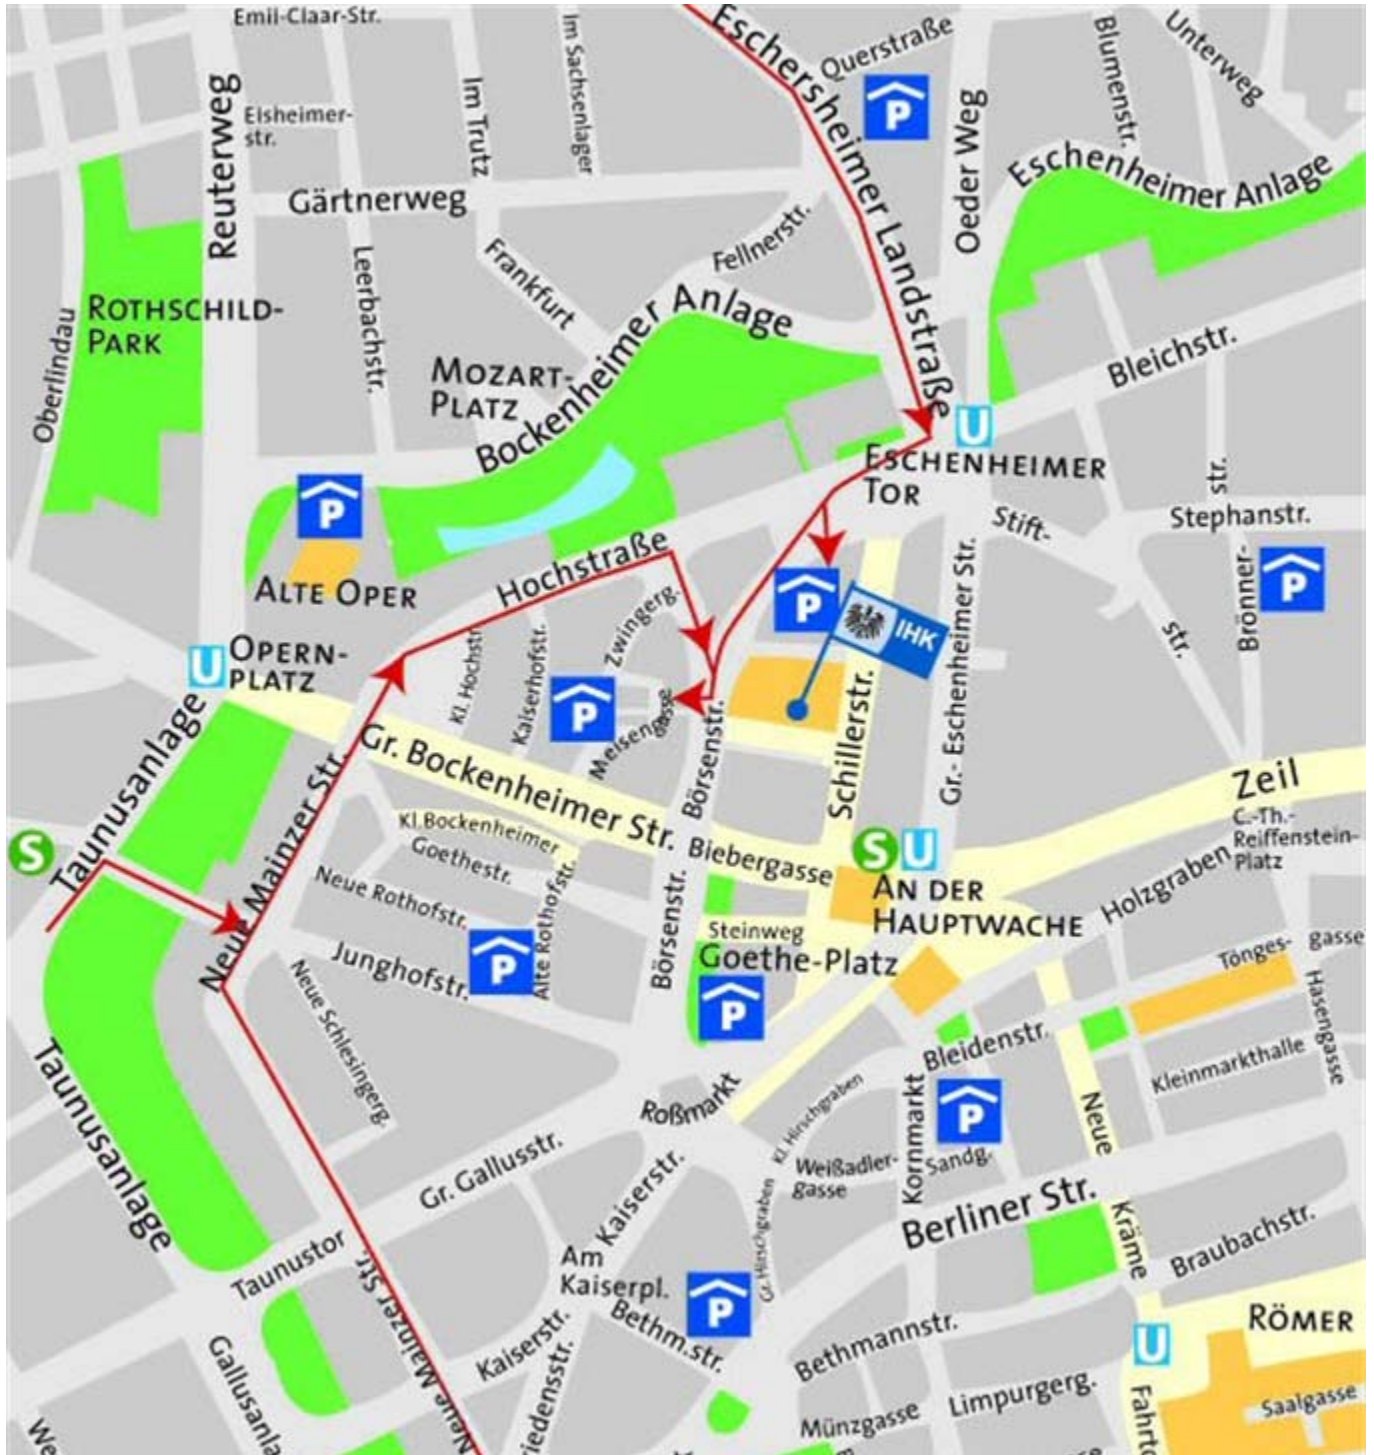 Emil-Claar-Str.
Reuterweg
Elsheimer-
str.
Im Trutz
Im Sachsenlager
Eschersheimer Landstraße
Querstraße
P
Oeder Weg
Blumenstr.
Unterweg
Eschenheimer Anlage
Gärtnerweg
Leerbachstr.
Frankfurt
Fellnerstr.
Oberlindau
ROTHSCHILD-
PARK
MOZART-
PLATZ
Bockenheimer Anlage
Bleichstr.
U
ESCHENHEIMER
TOR
P
ALTE OPER
Hochstraße
Stift-
str.
Stephanstr.
Brönner-
str.
P
P
IHK
Gr.- Eschenheimer Str.
U
OPERN-
PLATZ
Kl. Hochstr.
Kaiserhofstr.
Zwingerg.
P
Meisengasse
Börsenstr.
Schillerstr.
Taunusanlage
Neue Mainzer Str.
Gr. Bockenheimer Str.
Kl.Bockenheimer
Goethestr.
Neue Rothofstr.
Alte Rothofstr.
Junghofstr.
P
Neue Schlesingerg.
S
Biebergasse
Börsenstr.
Steinweg
GOETHE-PLATZ
P
S
U
AN DER
HAUPTWACHE
Zeil
C.-Th.-
Reiffenstein-
Platz
Holzgraben
Tönges-
gasse
Hasengasse
Kleinmarkthalle
Bleidenstr.
P
Kornmarkt
Sandg.
Neue
Kräme
Roßmarkt
Kl. Hirschgraben
Weißadler-
gasse
Gr. Hirschgraben
Berliner Str.
Braubachstr.
Taunusanlage
Gr. Gallusstr.
Kaiserstr.
Taunustor
Neue Mainzer Str.
Am
Kaiserpl.
P
Bethm.str.
Kaiserstr.
riedensstr.
Gallusanla
We
Bethmannstr.
Limpurgerg.
Münzgasse
U
RÖMER
Saalgasse
Fahrto